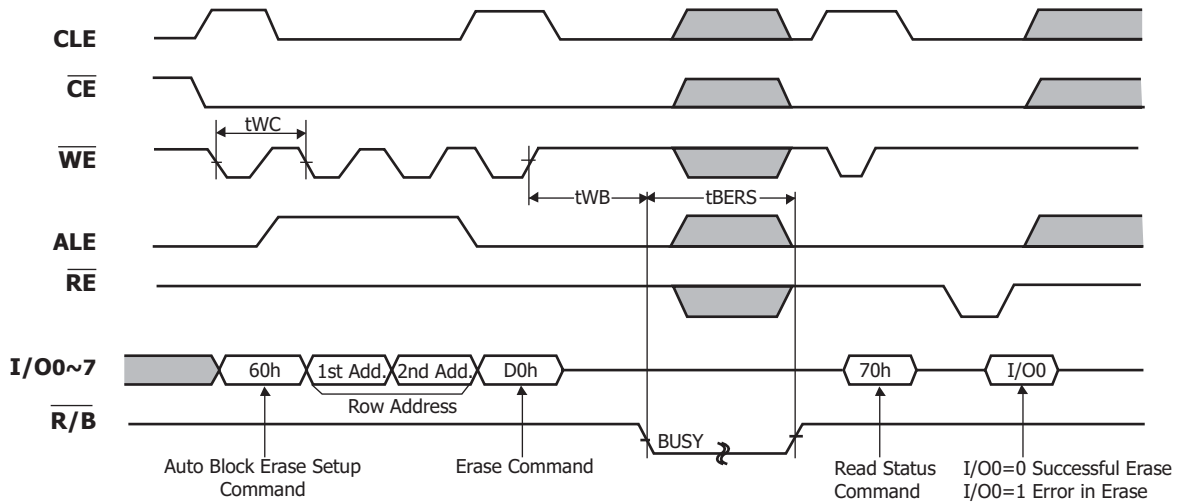 CLE
CE
tWC
WE
tWB
tBERS
ALE
RE
I/O0~7
60h
1st Add.
2nd Add.
D0h
70h
I/O0
Row Address
R/B
BUSY
Auto Block Erase Setup
Command
Erase Command
Read Status
Command
I/O0=0 Successful Erase
I/O0=1 Error in Erase